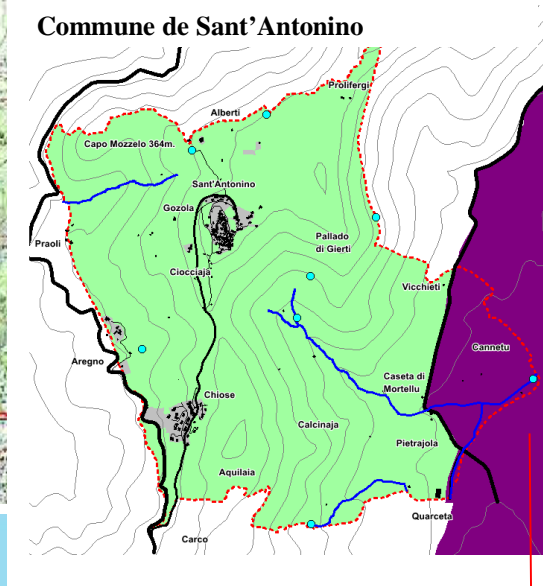 Commune de Sant'Antonino
Prolifergi
Alberti
Capo Mozzelo 364m.
Sant'Antonino
Gozola
Praoli
Pallado
di Gierti
Ciocciaja
Vicchieti
Cannetu
Aregno
Caseta di
Mortellu
Chiose
Calcinaja
Pietrajola
Aquilaia
Quarceta
Carco